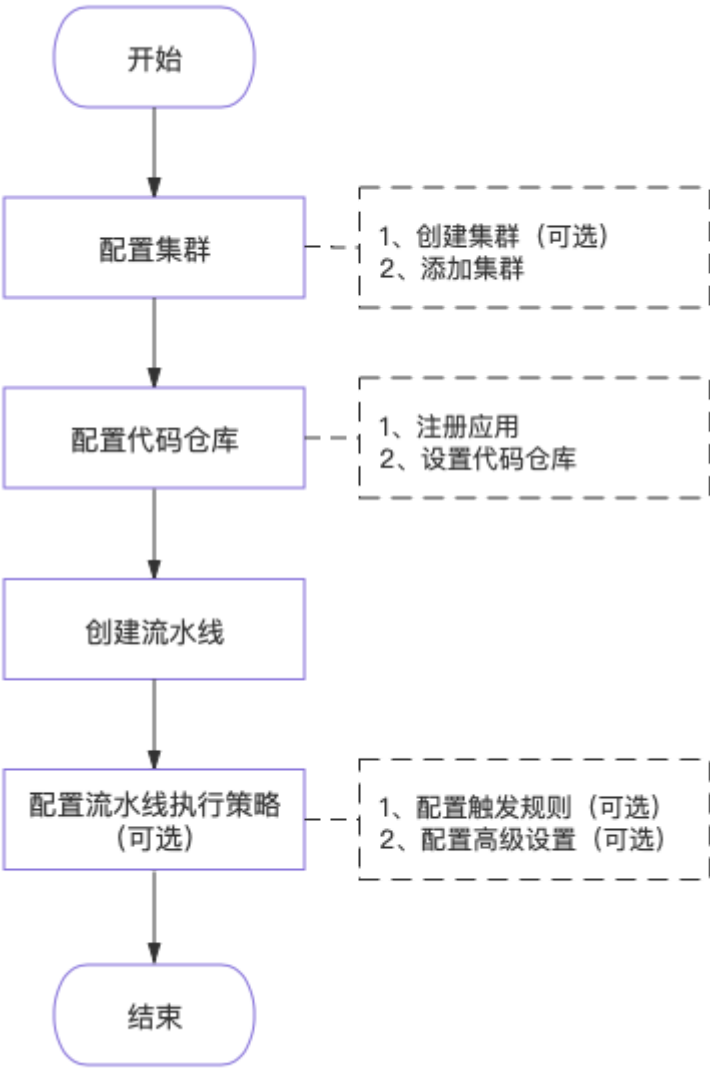 开始
配置集群
1、创建集群（可选）
2、添加集群
配置代码仓库
1、注册应用
2、设置代码仓库
创建流水线
配置流水线执行策略
（可选）
1、配置触发规则（可选）
2、配置高级设置（可选）
结束